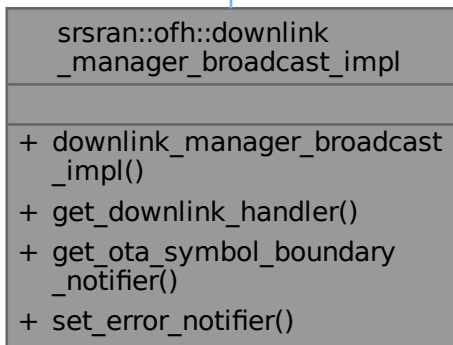 srsran::ofh::downlink
_manager_broadcast_impl
+ downlink_manager_broadcast
_impl()
+ get_downlink_handler()
+ get_ota_symbol_boundary
_notifier()
+ set_error_notifier()